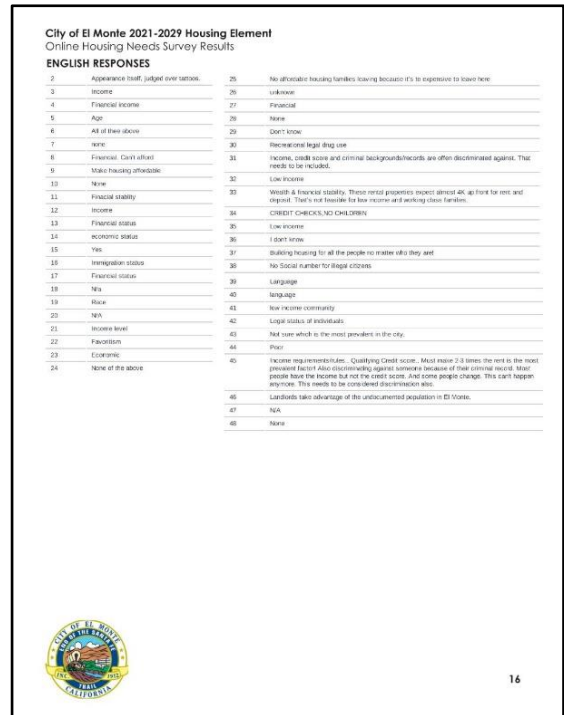 City of El Monte 2021-2029 Housing Element
Online Housing Needs Survey Results
ENGLISH RESPONSES
2 Appearance itself, judged over tattoos.
3 Income
4 Financial income
5 Age
6 All of thee above
7 none
8 Financial. Can't afford
9 Make housing affordable
10 None
11 Finacial stability
12 Income
13 Financial status
14 economic status
15 Yes
16 Immigration status
17 Financial status
18 N/a
19 Race
20 N/A
21 Income level
22 Favoritism
23 Economic
24 None of the above
25 No affordable housing families leaving because it's to expensive to leave here
26 unknown
27 Financial
28 None
29 Don't know
30 Recreational legal drug use
31 Income, credit score and criminal backgrounds/records are often discriminated against. That
needs to be included.
32 Low income
33 Wealth & financial stability. These rental properties expect almost 4K up front for rent and
deposit. That's not feasible for low income and working class families.
34 CREDIT CHECKS,NO CHILDREN
35 Low income
36 I don't know
37 Building housing for all the people no matter who they are!
38 No Social number for illegal citizens
39 Language
40 language
41 low income community
42 Legal status of individuals
43 Not sure which is the most prevalent in the city.
44 Poor
45 Income requirements/rules.. Qualifying Credit score.. Must make 2-3 times the rent is the most
prevalent factor! Also discriminating against someone because of their criminal record. Most
people have the income but not the credit score. And some people change. This can't happen
anymore. This needs to be considered discrimination also.
46 Landlords take advantage of the undocumented population in El Monte.
47 N/A
48 None
CITY OF EL MONTE
END OF THE SANTA FE
TRAIL
INC. 1912
CALIFORNIA
16